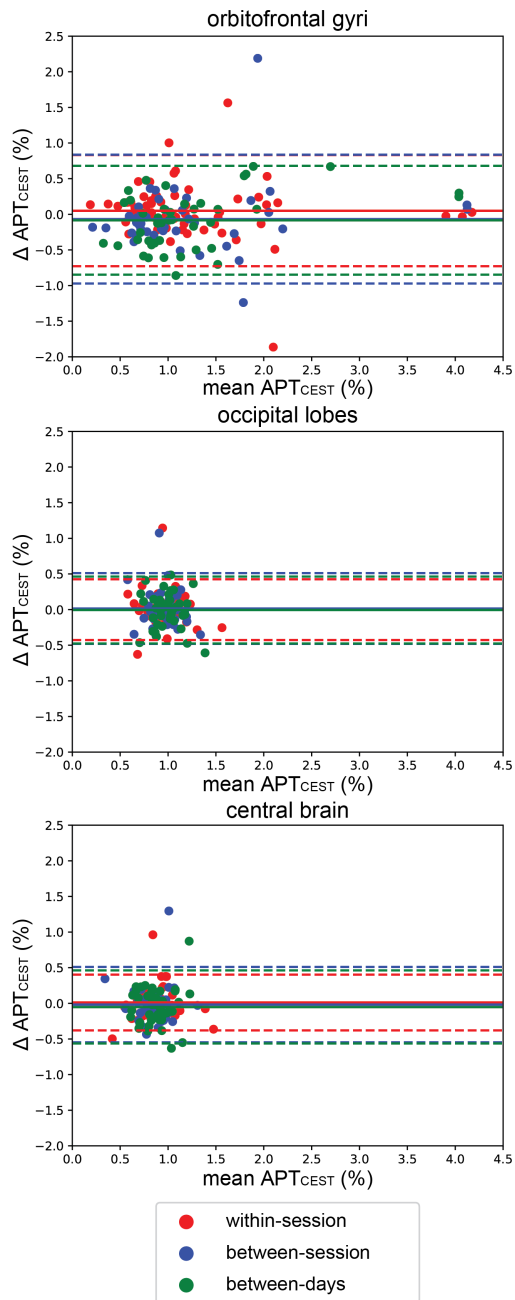 orbitofrontal gyri
2.5
2.0
1.5
1.0
0.5
0.0
−0.5
−1.0
−1.5
−2.0
Δ APTCEST (%)
0.0 0.5 1.0 1.5 2.0 2.5 3.0 3.5 4.0 4.5
mean APTCEST (%)
occipital lobes
2.5
2.0
1.5
1.0
0.5
0.0
−0.5
−1.0
−1.5
−2.0
Δ APTCEST (%)
0.0 0.5 1.0 1.5 2.0 2.5 3.0 3.5 4.0 4.5
mean APTCEST (%)
central brain
2.5
2.0
1.5
1.0
0.5
0.0
−0.5
−1.0
−1.5
−2.0
Δ APTCEST (%)
0.0 0.5 1.0 1.5 2.0 2.5 3.0 3.5 4.0 4.5
mean APTCEST (%)
within-session
between-session
between-days